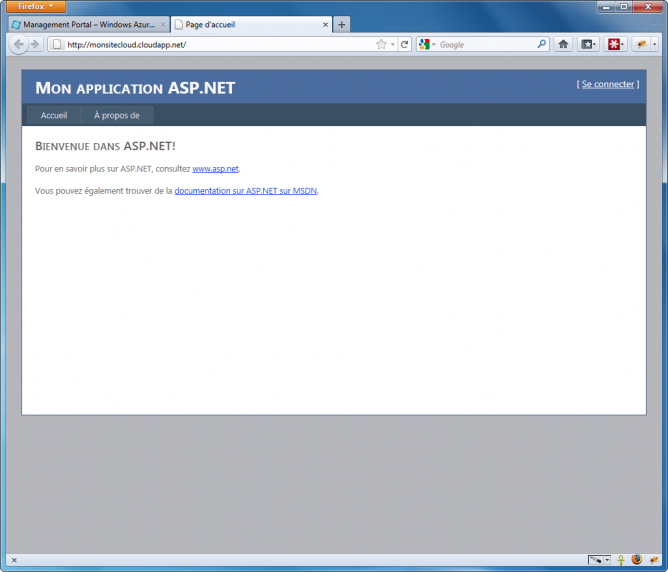 Firefox
Management Portal – Windows Azur...
Page d'accueil
http://monsitecloud.cloudapp.net/
Google
MON APPLICATION ASP.NET
[ Se connecter ]
Accueil
À propos de
BIENVENUE DANS ASP.NET!
Pour en savoir plus sur ASP.NET, consultez www.asp.net.
Vous pouvez également trouver de la documentation sur ASP.NET sur MSDN.